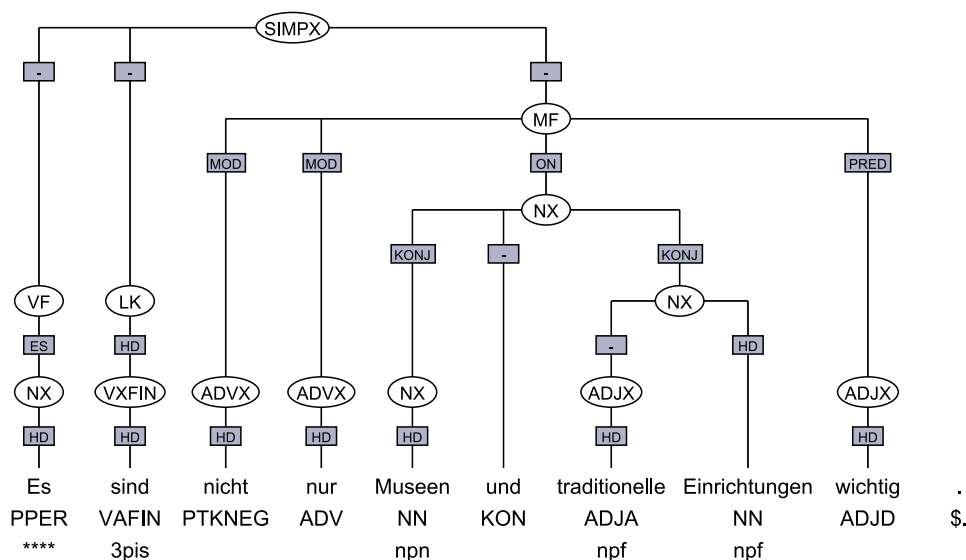 SIMPX
- - -
MF
MOD MOD ON PRED
NX
KONJ - KONJ
VF LK NX
ES HD - HD
NX VXFIN ADVX ADVX NX ADJX ADJX
HD HD HD HD HD HD HD
Es sind nicht nur Museen und traditionelle Einrichtungen wichtig .
PPER VAFIN PTKNEG ADV NN KON ADJA NN ADJD $.
**** 3pis npn npf npf